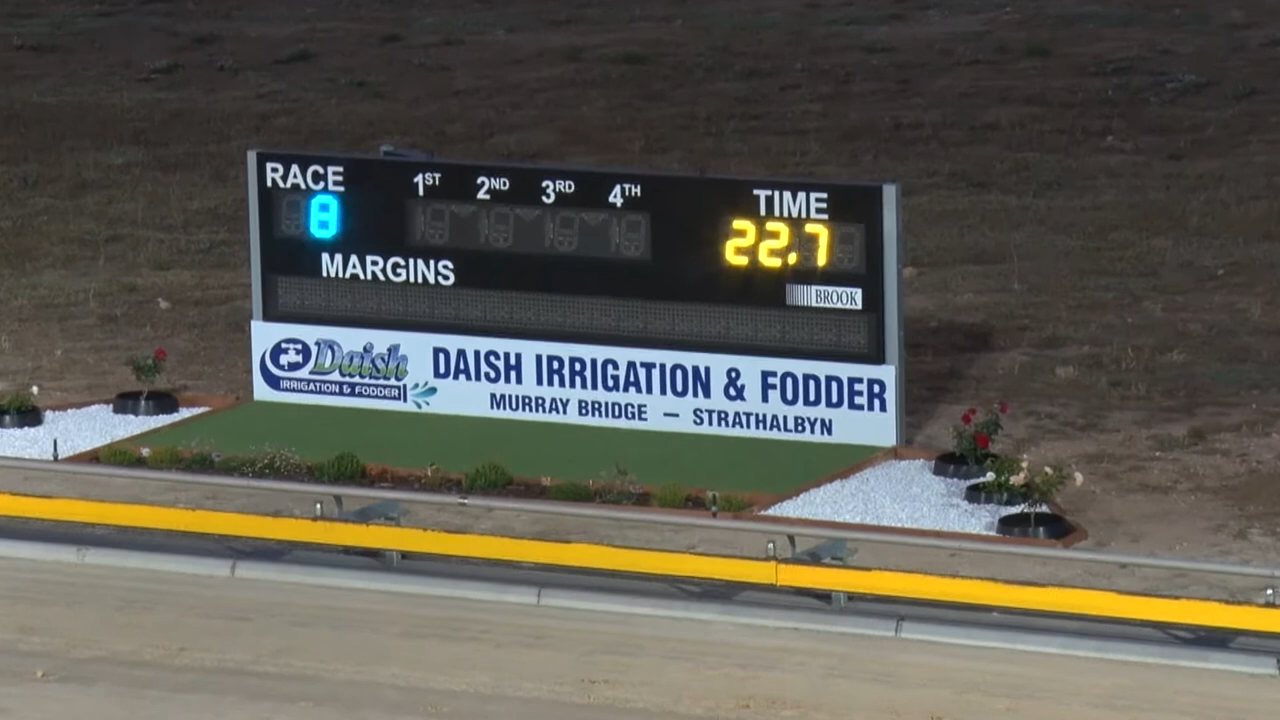 RACE 1ST 2ND 3RD 4TH TIME
8 22.7
MARGINS
BROOK
Daish
IRRIGATION & FODDER
DAISH IRRIGATION & FODDER
MURRAY BRIDGE — STRATHALBYN